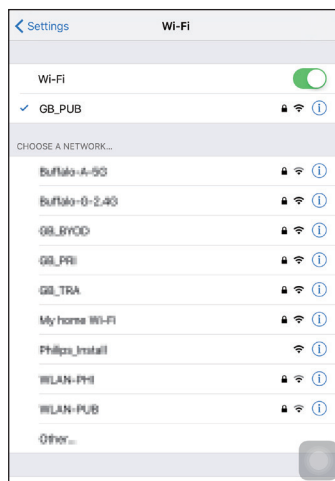 Settings
Wi-Fi
Wi-Fi
GB_PUB
CHOOSE A NETWORK...
Buffalo-A-5G
Buffalo-G-2.4G
GB_BYOD
GB_PRI
GB_TRA
My home Wi-Fi
Philips_Install
WLAN-PHI
WLAN-PUB
Other...